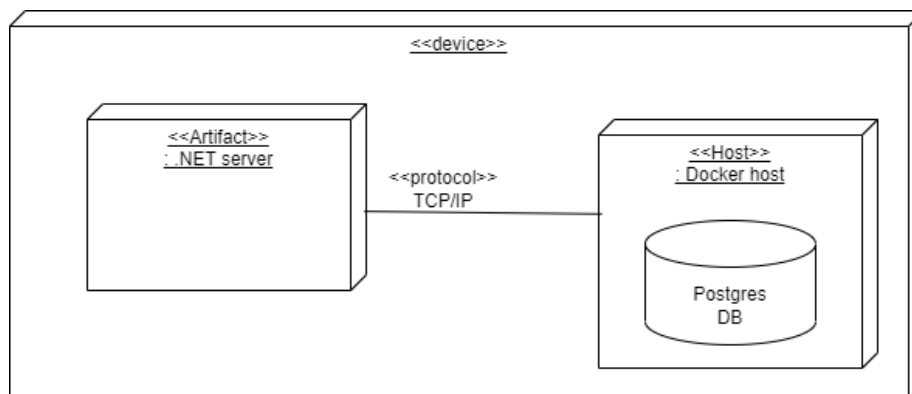 <<device>>
<<Artifact>>
: .NET server
<<protocol>>
TCP/IP
<<Host>>
: Docker host
Postgres
DB